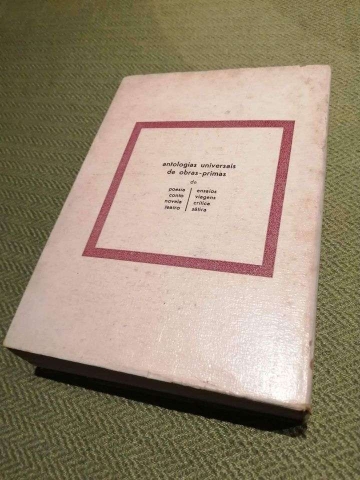 antologias universais
de obras-primas
de
poesia | ensaios
conto | viagens
novela | crítica
teatro | sátira